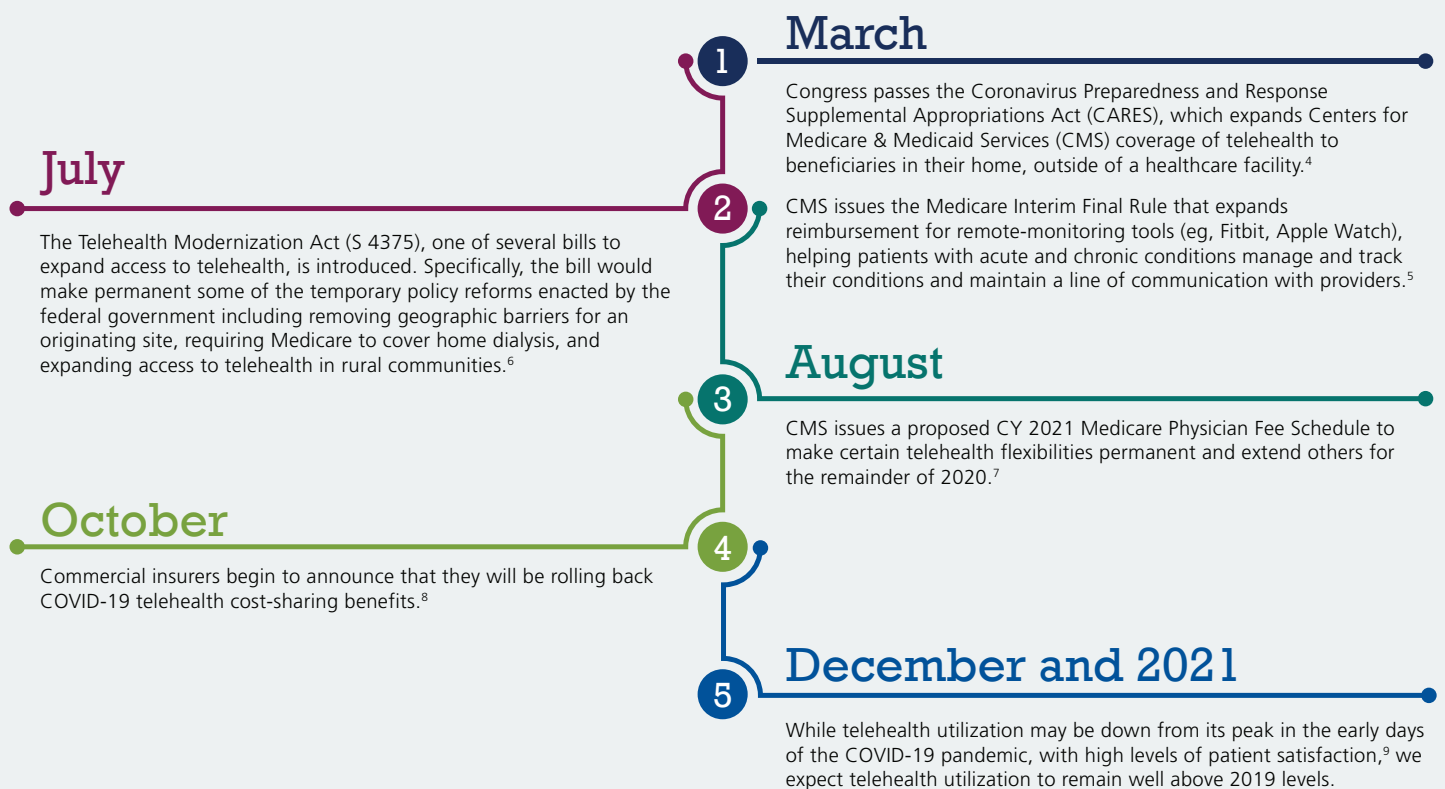 1
March
Congress passes the Coronavirus Preparedness and Response
Supplemental Appropriations Act (CARES), which expands Centers for
Medicare & Medicaid Services (CMS) coverage of telehealth to
beneficiaries in their home, outside of a healthcare facility.4
CMS issues the Medicare Interim Final Rule that expands
reimbursement for remote-monitoring tools (eg, Fitbit, Apple Watch),
helping patients with acute and chronic conditions manage and track
their conditions and maintain a line of communication with providers.5
July
2
The Telehealth Modernization Act (S 4375), one of several bills to
expand access to telehealth, is introduced. Specifically, the bill would
make permanent some of the temporary policy reforms enacted by the
federal government including removing geographic barriers for an
originating site, requiring Medicare to cover home dialysis, and
expanding access to telehealth in rural communities.6
August
3
CMS issues a proposed CY 2021 Medicare Physician Fee Schedule to
make certain telehealth flexibilities permanent and extend others for
the remainder of 2020.7
October
4
Commercial insurers begin to announce that they will be rolling back
COVID-19 telehealth cost-sharing benefits.8
December and 2021
5
While telehealth utilization may be down from its peak in the early days
of the COVID-19 pandemic, with high levels of patient satisfaction,9 we
expect telehealth utilization to remain well above 2019 levels.